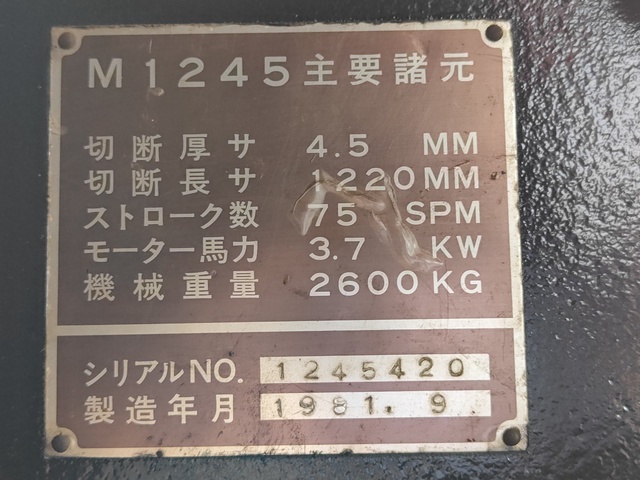 M1245主要諸元
切断厚サ 4.5 MM
切断長サ 1220MM
ストローク数 75 SPM
モーター馬力 3.7 KW
機械重量 2600KG
シリアルNO. 1245420
製造年月 1981.9